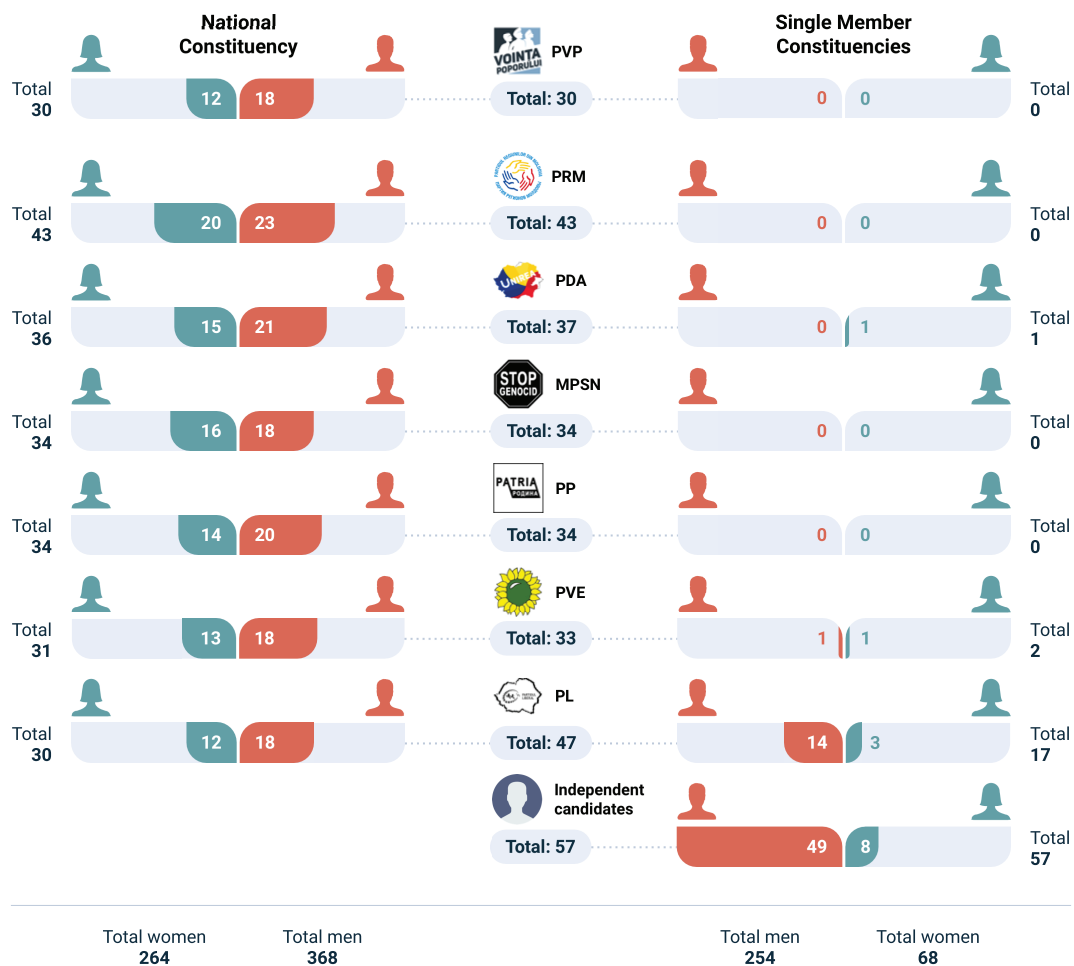 National
Constituency
Single Member
Constituencies
VOINTA
POPORULUI
PVP
Total
30
12
18
Total: 30
0
0
Total
0
PRM
Total
43
20
23
Total: 43
0
0
Total
0
UNIREA
PDA
Total
36
15
21
Total: 37
0
1
Total
1
STOP
GENOCID
MPSN
Total
34
16
18
Total: 34
0
0
Total
0
PATRIA
РОДИНА
PP
Total
34
14
20
Total: 34
0
0
Total
0
PVE
Total
31
13
18
Total: 33
1
1
Total
2
PL
Total
30
12
18
Total: 47
14
3
Total
17
Independent
candidates
Total: 57
49
8
Total
57
Total women
264
Total men
368
Total men
254
Total women
68